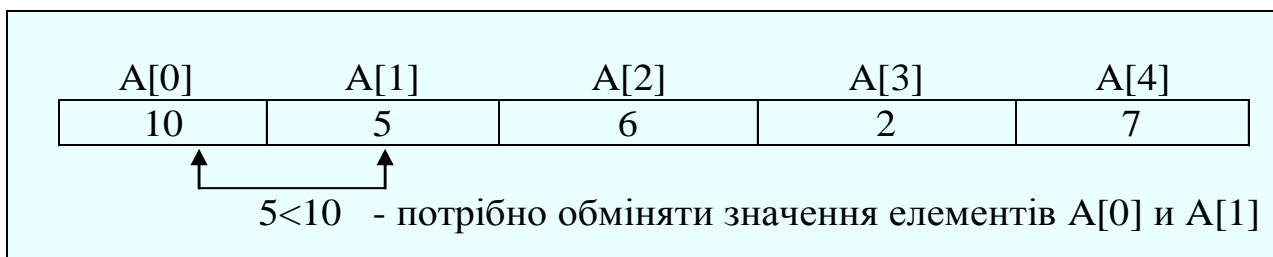 A[0] A[1] A[2] A[3] A[4]
10 5 6 2 7
5<10 - потрібно обміняти значення елементів A[0] и A[1]